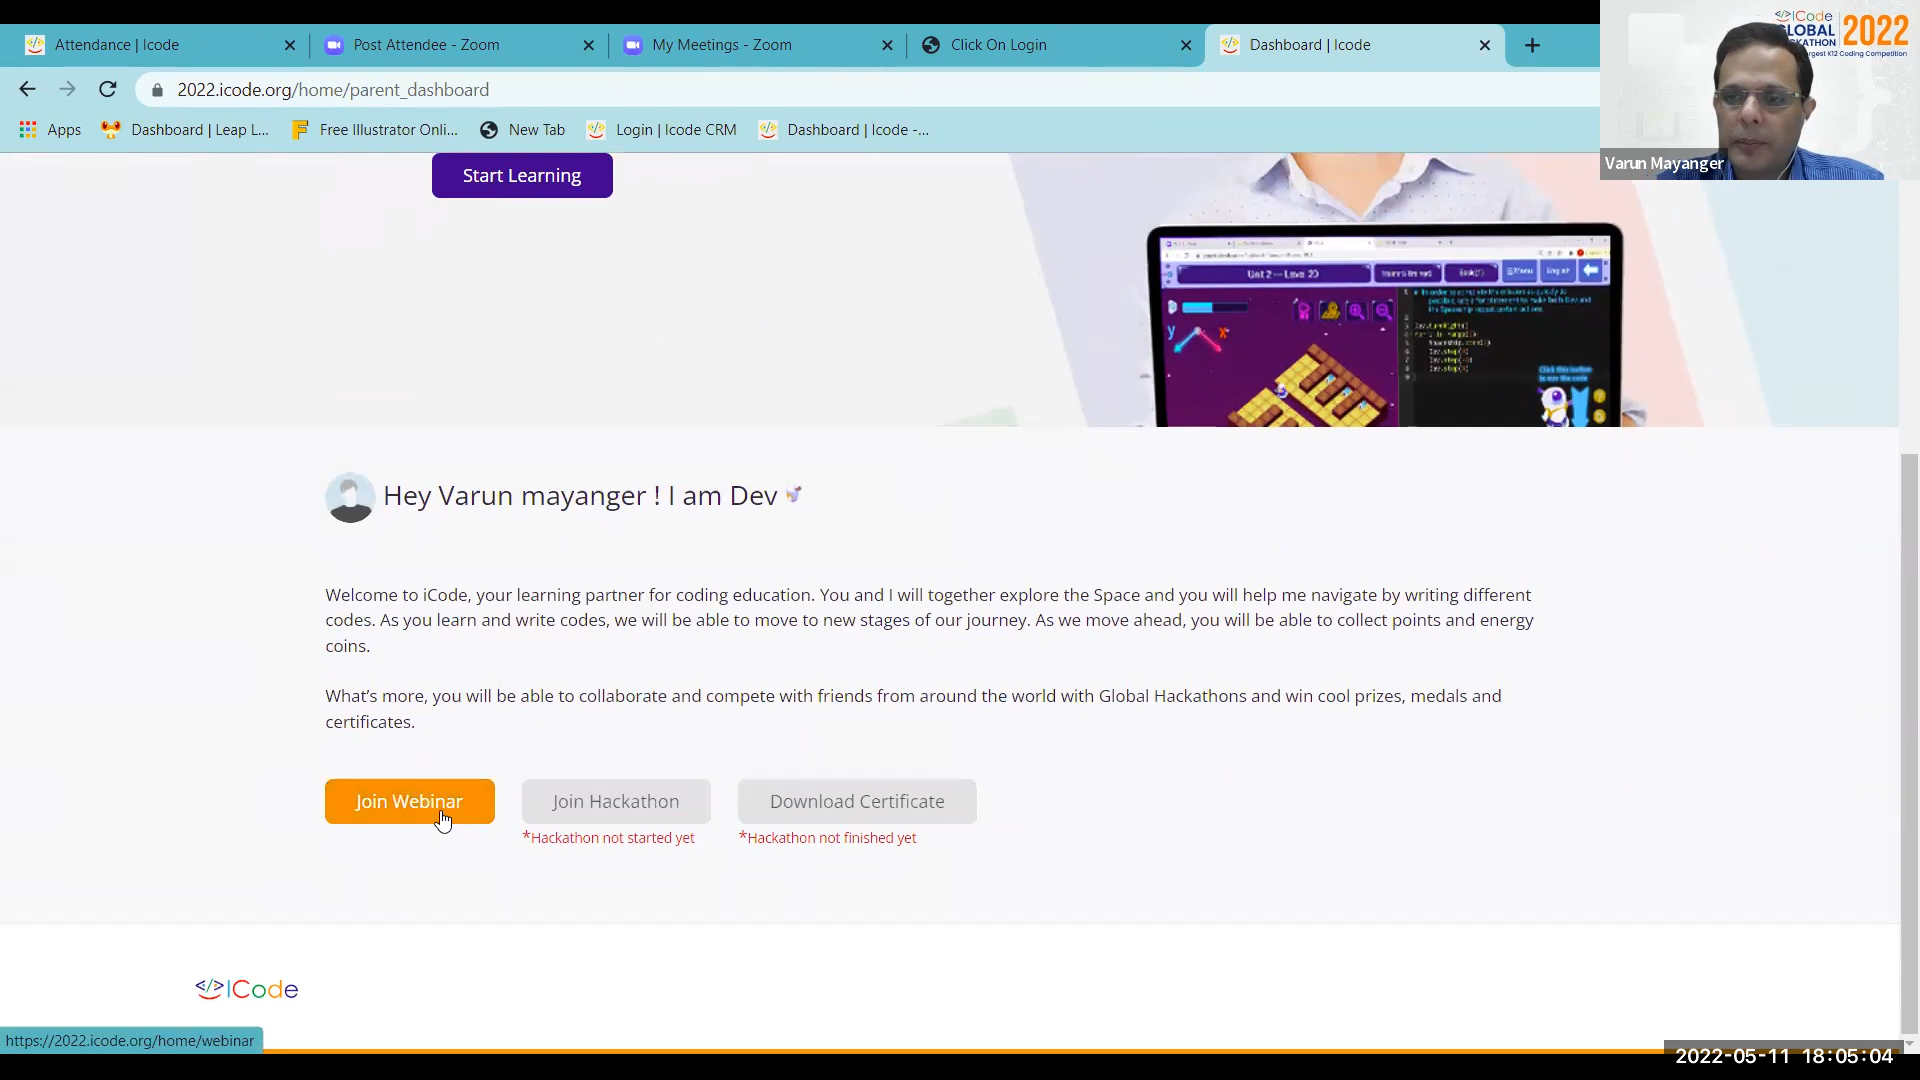 Attendance | Icode
Post Attendee - Zoom
My Meetings - Zoom
Click On Login
Dashboard | Icode
2022.icode.org/home/parent_dashboard
Apps
Dashboard | Leap L...
Free Illustrator Onli...
New Tab
Login | Icode CRM
Dashboard | Icode -...
ICode
GLOBAL
2022
Largest K12 Coding Competition
Varun Mayanger
Start Learning
Hey Varun mayanger ! I am Dev
Welcome to iCode, your learning partner for coding education. You and I will together explore the Space and you will help me navigate by writing different
codes. As you learn and write codes, we will be able to move to new stages of our journey. As we move ahead, you will be able to collect points and energy
coins.
What's more, you will be able to collaborate and compete with friends from around the world with Global Hackathons and win cool prizes, medals and
certificates.
Join Webinar
Join Hackathon
Download Certificate
*Hackathon not started yet
*Hackathon not finished yet
</>ICode
https://2022.icode.org/home/webinar
2022-05-11 18:05:04